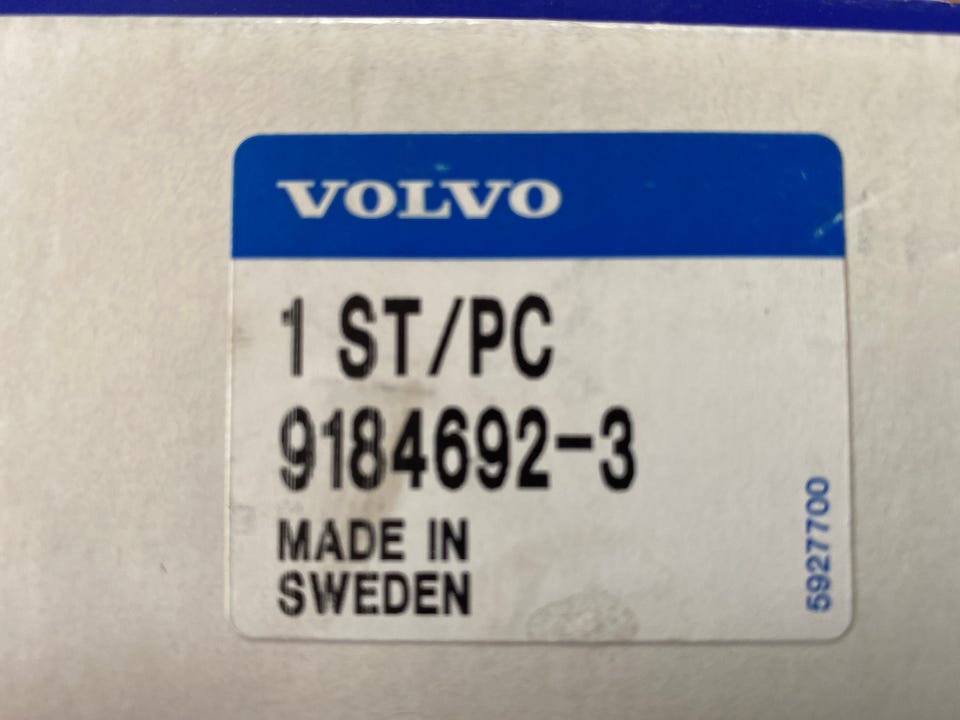 VOLVO
1 ST/PC
9184692-3
MADE IN
SWEDEN
5927700